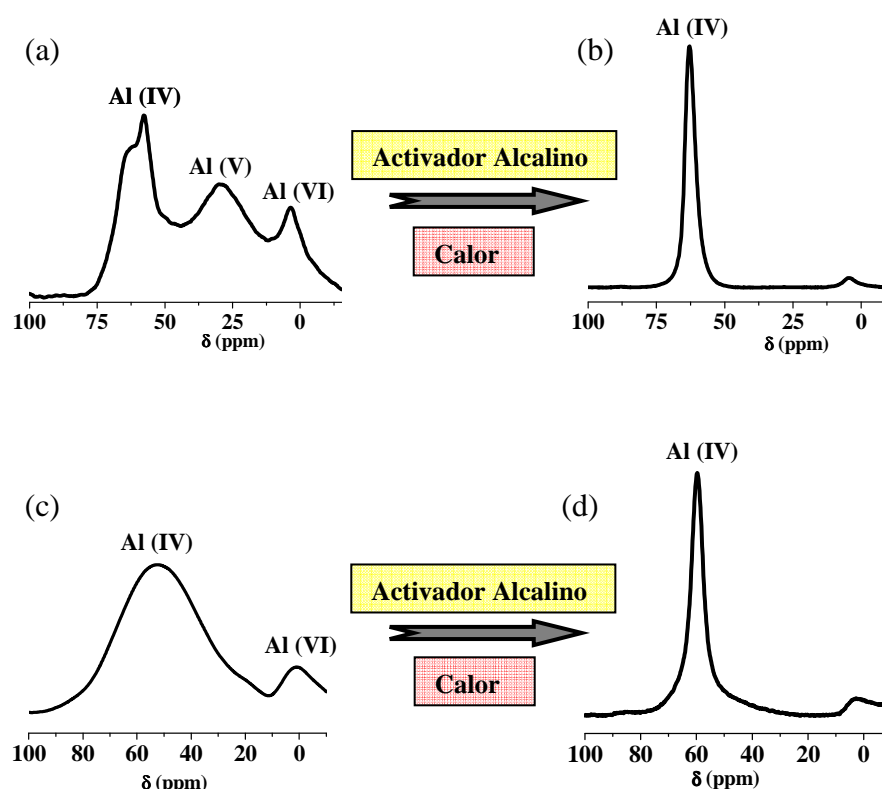 (a)
Al (IV)
Al (V)
Al (VI)
100 75 50 25 0
δ (ppm)
Activador Alcalino
Calor
(b)
Al (IV)
100 75 50 25 0
δ (ppm)
(c)
Al (IV)
Al (VI)
100 80 60 40 20 0
δ (ppm)
Activador Alcalino
Calor
(d)
Al (IV)
100 80 60 40 20 0
δ (ppm)